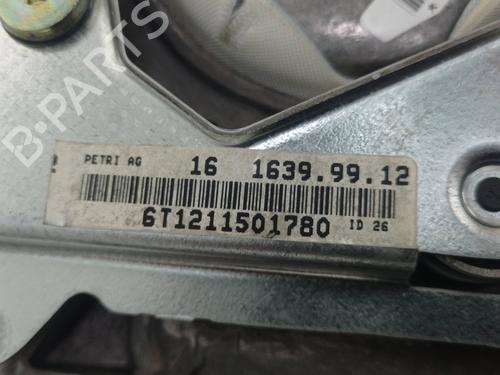 B-PARTS
PETRI AG 16 1639.99.12
6T1211501780 ID 26